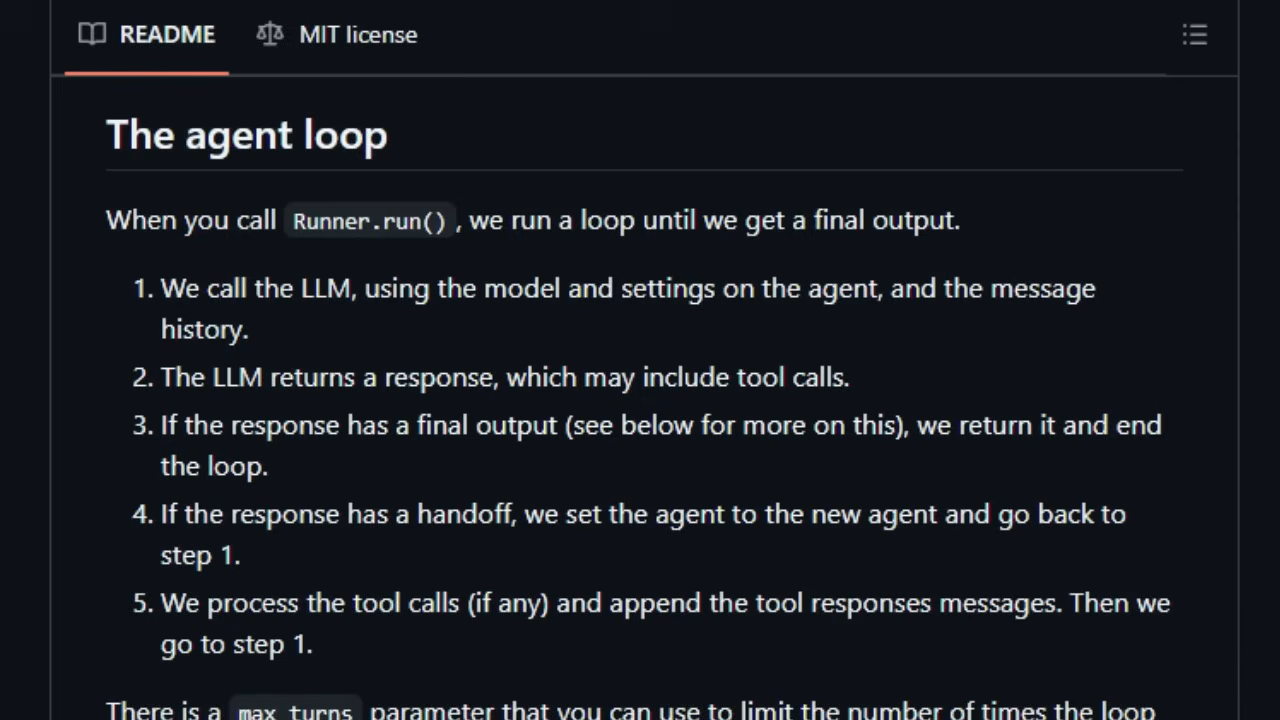 README
MIT license
The agent loop
When you call Runner.run(), we run a loop until we get a final output.
1. We call the LLM, using the model and settings on the agent, and the message
history.
2. The LLM returns a response, which may include tool calls.
3. If the response has a final output (see below for more on this), we return it and end
the loop.
4. If the response has a handoff, we set the agent to the new agent and go back to
step 1.
5. We process the tool calls (if any) and append the tool responses messages. Then we
go to step 1.
There is a max_turns parameter that you can use to limit the number of times the loop